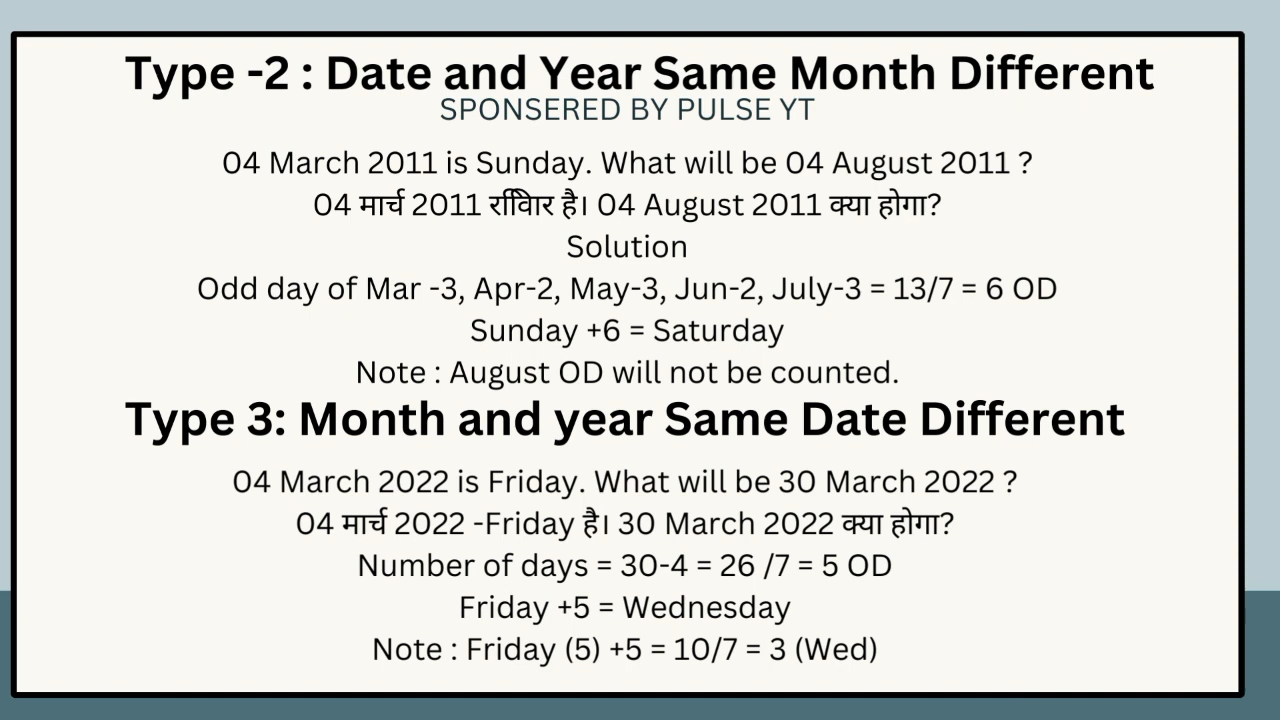 Type -2 : Date and Year Same Month Different
SPONSERED BY PULSE YT
04 March 2011 is Sunday. What will be 04 August 2011 ?
04 मार्च 2011 है। 04 August 2011 क्या होगा?
Solution
Odd day of Mar -3, Apr-2, May-3, Jun-2, July-3 = 13/7 = 6 OD
Sunday +6 = Saturday
Note : August OD will not be counted.
Type 3: Month and year Same Date Different
04 March 2022 is Friday. What will be 30 March 2022 ?
04 मार्च 2022 -Friday है। 30 March 2022 क्या होगा?
Number of days = 30-4 = 26 /7 = 5 OD
Friday +5 = Wednesday
Note : Friday (5) +5 = 10/7 = 3 (Wed)